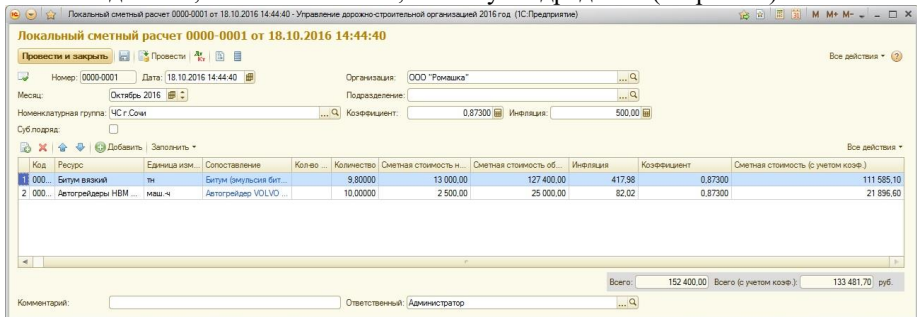 Локальный сметный расчет 0000-0001 от 18.10.2016 14:44:40 - Управление дорожно-строительной организацией 2016 год (1С:Предприятие)
M M+ M-
Локальный сметный расчет 0000-0001 от 18.10.2016 14:44:40
Провести и закрыть Провести Все действия
Номер: 0000-0001 Дата: 18.10.2016 14:44:40 Организация: ООО "Ромашка"
Месяц: Октябрь 2016 Подразделение:
Номенклатурная группа: ЧС г.Сочи Коэффициент: 0,87300 Инфляция: 500,00
Суб.подряд:
Добавить Заполнить Все действия
Код Ресурс Единица изм... Сопоставление Кол-во ... Количество Сметная стоимость н... Сметная стоимость об... Инфляция Коэффициент Сметная стоимость (с учетом коэф.)
1 000... Битум вязкий тн Битум (эмульсия бит... 9,80000 13 000,00 127 400,00 417,98 0,87300 111 585,10
2 000... Автогрейдеры НВМ ... маш.-ч Автогрейдер VOLVO ... 10,00000 2 500,00 25 000,00 82,02 0,87300 21 896,60
Всего: 152 400,00 Всего (с учетом коэф.): 133 481,70 руб.
Комментарий: Ответственный: Администратор